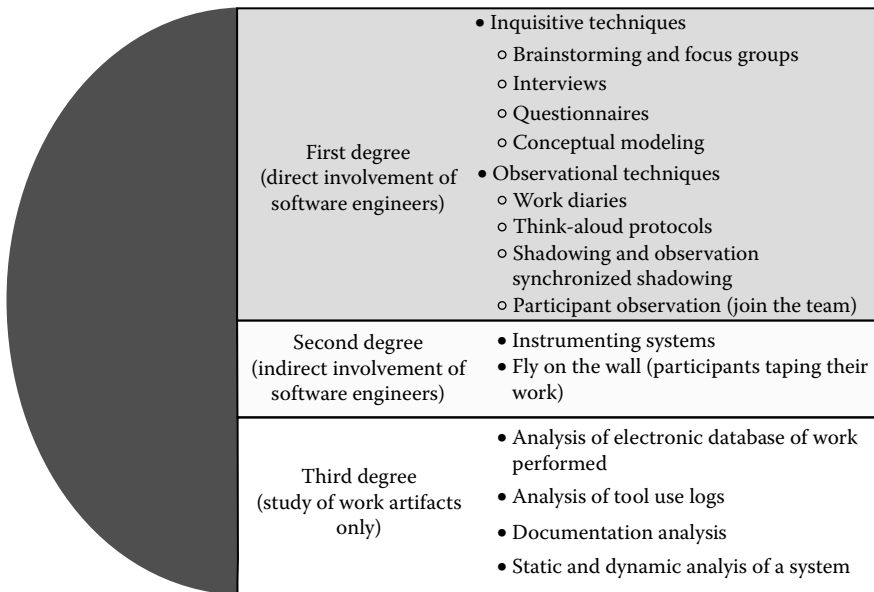 First degree
(direct involvement of
software engineers)
• Inquisitive techniques
○ Brainstorming and focus groups
○ Interviews
○ Questionnaires
○ Conceptual modeling
• Observational techniques
○ Work diaries
○ Think-aloud protocols
○ Shadowing and observation
synchronized shadowing
○ Participant observation (join the team)
Second degree
(indirect involvement of
software engineers)
• Instrumenting systems
• Fly on the wall (participants taping their
work)
Third degree
(study of work artifacts
only)
• Analysis of electronic database of work
performed
• Analysis of tool use logs
• Documentation analysis
• Static and dynamic analyis of a system